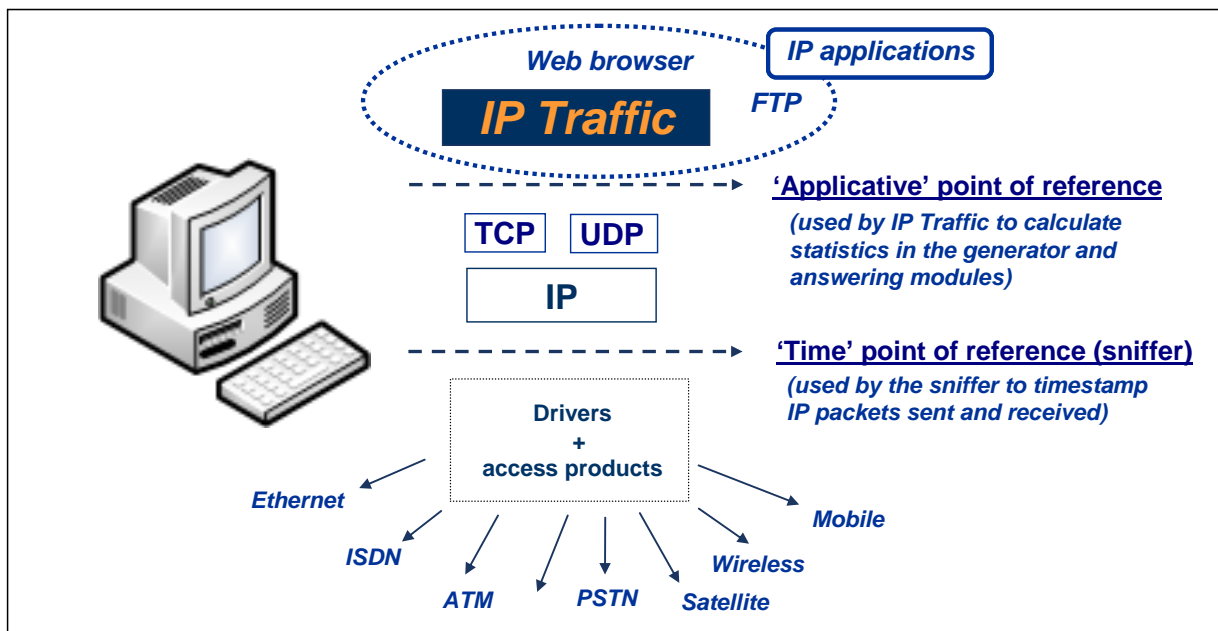 Web browser
IP applications
IP Traffic
FTP
‘Applicative’ point of reference
(used by IP Traffic to calculate
statistics in the generator and
answering modules)
TCP
UDP
IP
‘Time’ point of reference (sniffer)
(used by the sniffer to timestamp
IP packets sent and received)
Drivers
+
access products
Ethernet
ISDN
ATM
PSTN
Satellite
Wireless
Mobile